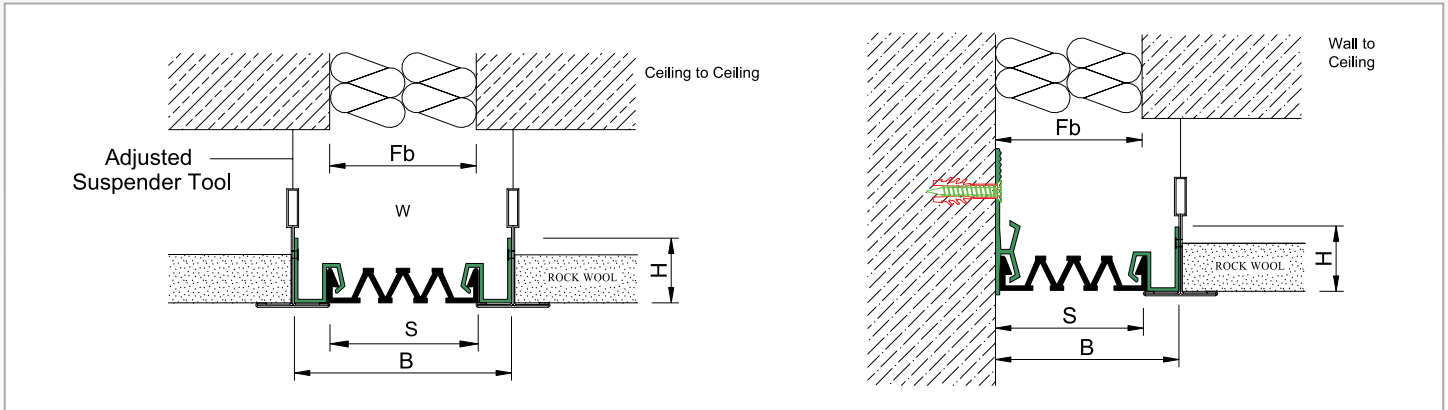 Ceiling to Ceiling
Fb
Adjusted
Suspender Tool
W
H
ROCK WOOL
S
B
Wall to
Ceiling
Fb
H
ROCK WOOL
S
B